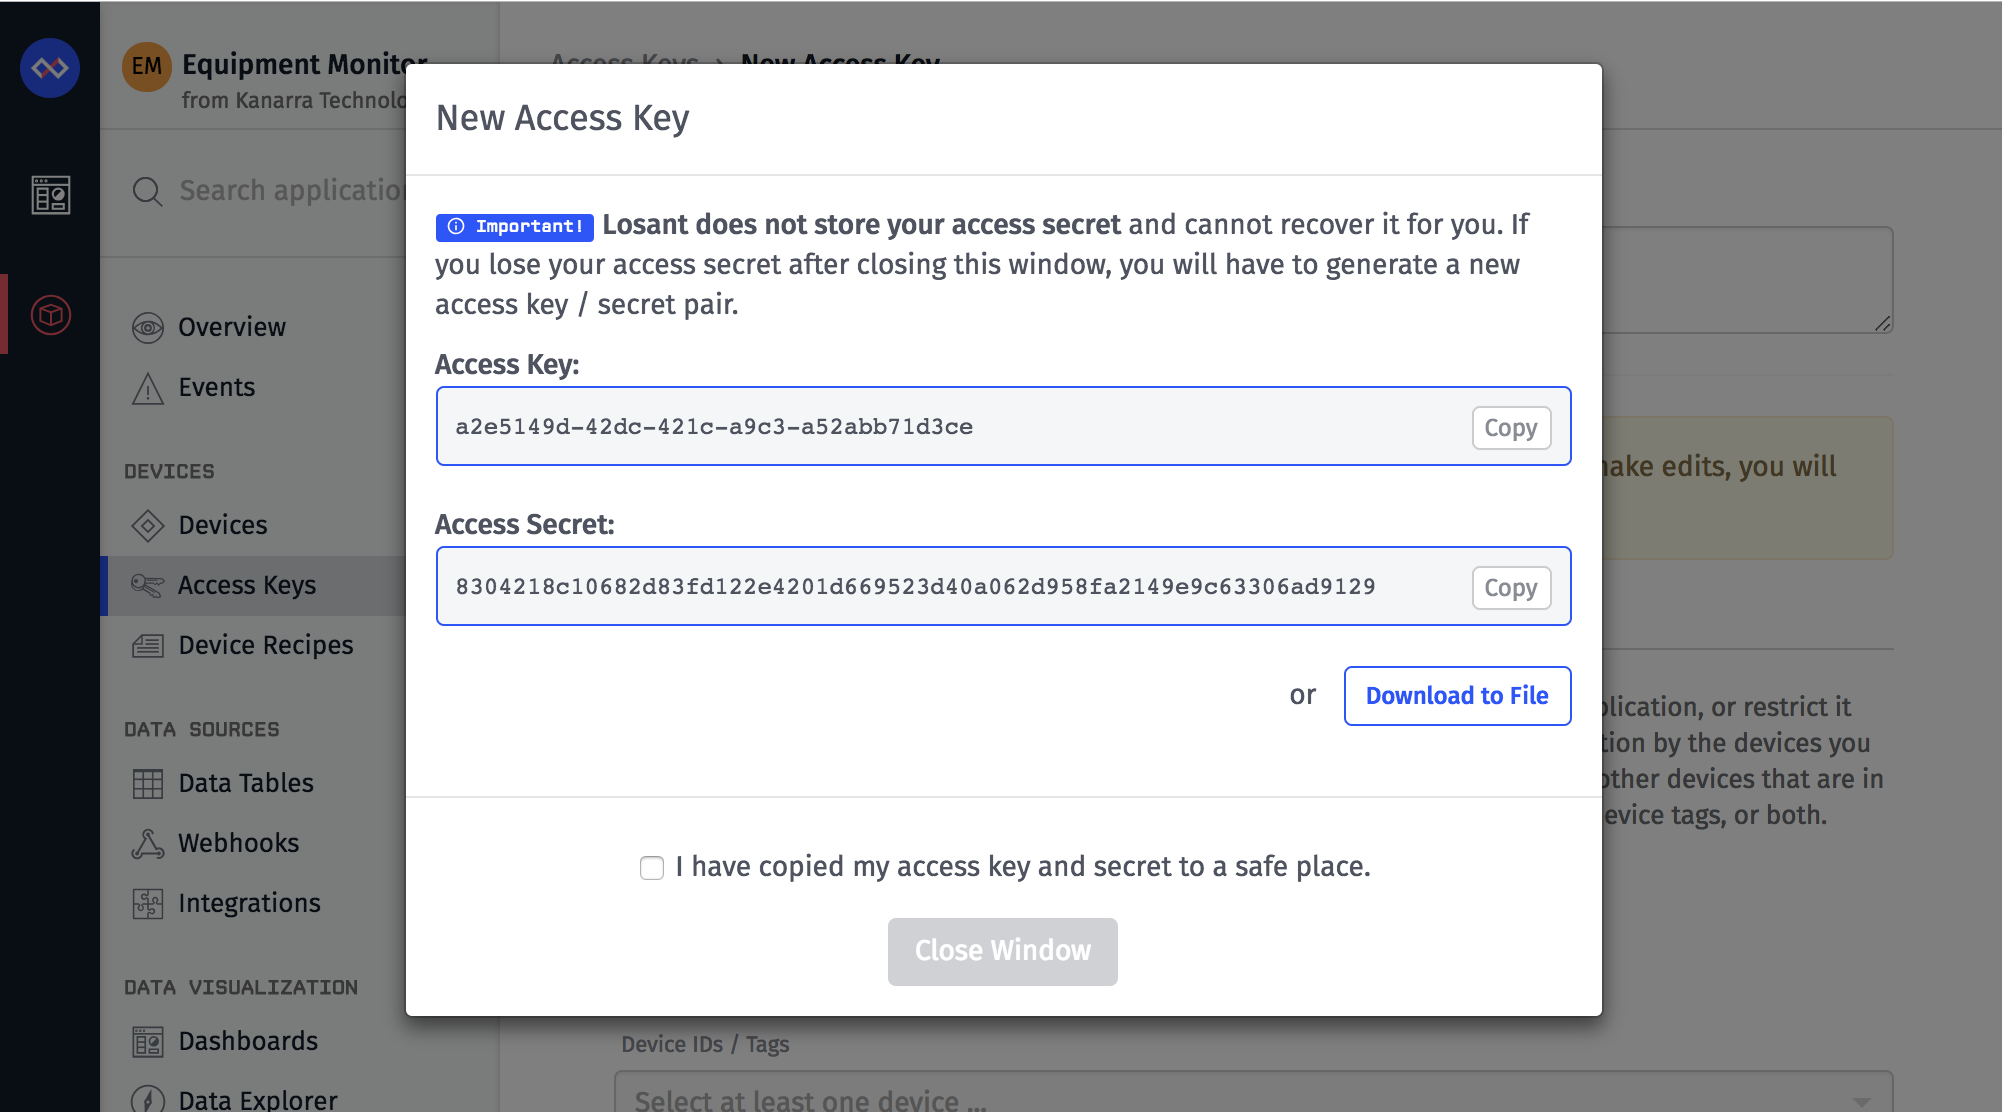 EM
Equipment Monitor
from Kanarra Technolo
Search application
Overview
Events
DEVICES
Devices
Access Keys
Device Recipes
DATA SOURCES
Data Tables
Webhooks
Integrations
DATA VISUALIZATION
Dashboards
Data Explorer
Access Keys › New Access Key
New Access Key
Important! Losant does not store your access secret and cannot recover it for you. If
you lose your access secret after closing this window, you will have to generate a new
access key / secret pair.
Access Key:
a2e5149d-42dc-421c-a9c3-a52abb71d3ce
Copy
Access Secret:
8304218c10682d83fd122e4201d669523d40a062d958fa2149e9c63306ad9129
Copy
or Download to File
I have copied my access key and secret to a safe place.
Close Window
make edits, you will
plication, or restrict it
tion by the devices you
other devices that are in
evice tags, or both.
Device IDs / Tags
Select at least one device ...